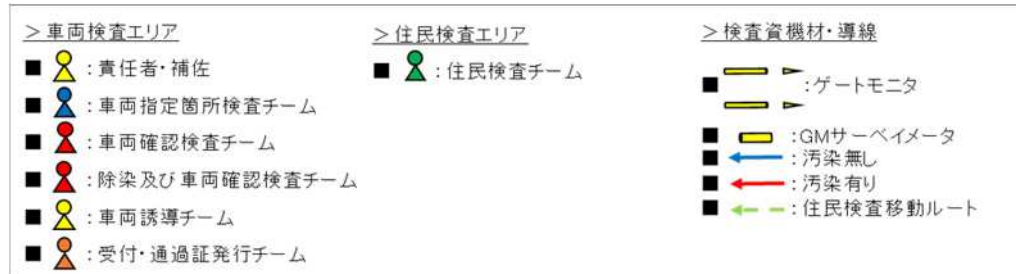 ＞車両検査エリア
■ ：責任者・補佐
■ ：車両指定箇所検査チーム
■ ：車両確認検査チーム
■ ：除染及び車両確認検査チーム
■ ：車両誘導チーム
■ ：受付・通過証発行チーム
＞住民検査エリア
■ ：住民検査チーム
＞検査資機材・導線
■ ：ゲートモニタ
■ ：GMサーベイメータ
■ ：汚染無し
■ ：汚染有り
■ ：住民検査移動ルート